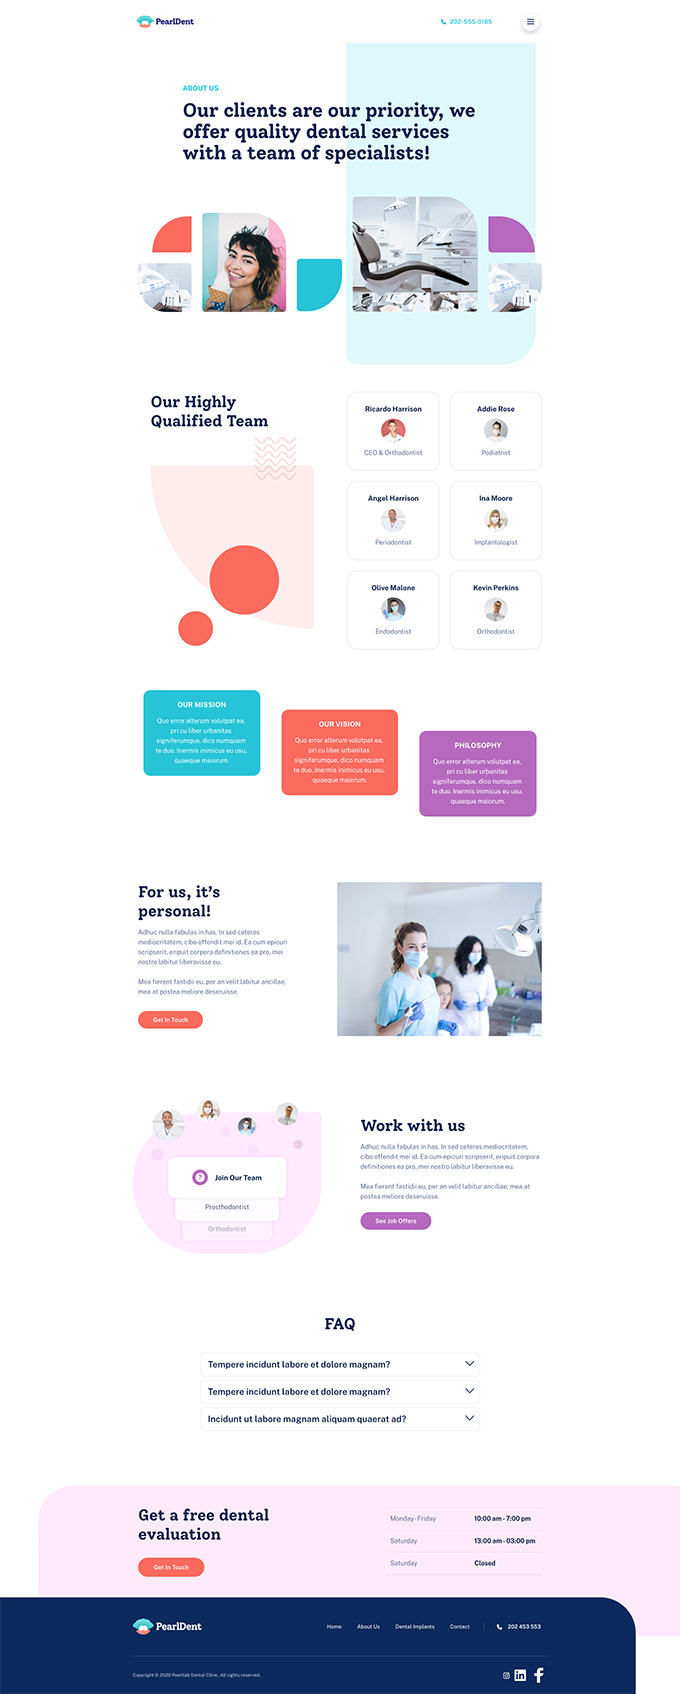 PearlDent
202-555-0185
ABOUT US
Our clients are our priority, we
offer quality dental services
with a team of specialists!
Our Highly
Qualified Team
Ricardo Harrison
CEO & Orthodontist
Addie Rose
Podiatrist
Angel Harrison
Periodontist
Ina Moore
Implantologist
Olive Malone
Endodontist
Kevin Perkins
Orthodontist
OUR MISSION
Quo error alterum volutpat ea,
pri cu liber urbanitas
signiferumque, dico numquam
te duo. Inermis inimicus eu usu,
quaeque maiorum.
OUR VISION
Quo error alterum volutpat ea,
pri cu liber urbanitas
signiferumque, dico numquam
te duo. Inermis inimicus eu usu,
quaeque maiorum.
PHILOSOPHY
Quo error alterum volutpat ea,
pri cu liber urbanitas
signiferumque, dico numquam
te duo. Inermis inimicus eu usu,
quaeque maiorum.
For us, it's
personal!
Adhuc nulla fabulas in has. In sed ceteros
mediocritatem, cibo offendit mei id. Ea cum epicuri
scripserit, eripuit corpora definitiones ea pro, mei
nostro labitur liberavisse eu.
Mea fierent fastidii eu, per an velit labitur ancillae,
mea at postea meliore deseruisse.
Get In Touch
?
Join Our Team
Prosthodontist
Orthodontist
Work with us
Adhuc nulla fabulas in has. In sed ceteros mediocritatem,
cibo offendit mei id. Ea cum epicuri scripserit, eripuit corpora
definitiones ea pro, mei nostro labitur liberavisse eu.
Mea fierent fastidii eu, per an velit labitur ancillae, mea at
postea meliore deseruisse.
See Job Offers
FAQ
Tempere incidunt labore et dolore magnam?
Tempere incidunt labore et dolore magnam?
Incidunt ut labore magnam aliquam quaerat ad?
Get a free dental
evaluation
Get In Touch
Monday-Friday 10:00 am - 7:00 pm
Saturday 13:00 am - 03:00 pm
Saturday Closed
PearlDent
Home About Us Dental Implants Contact 202 453 553
Copyright © 2020 Pearllab Dental Clinic. All rights reserved.